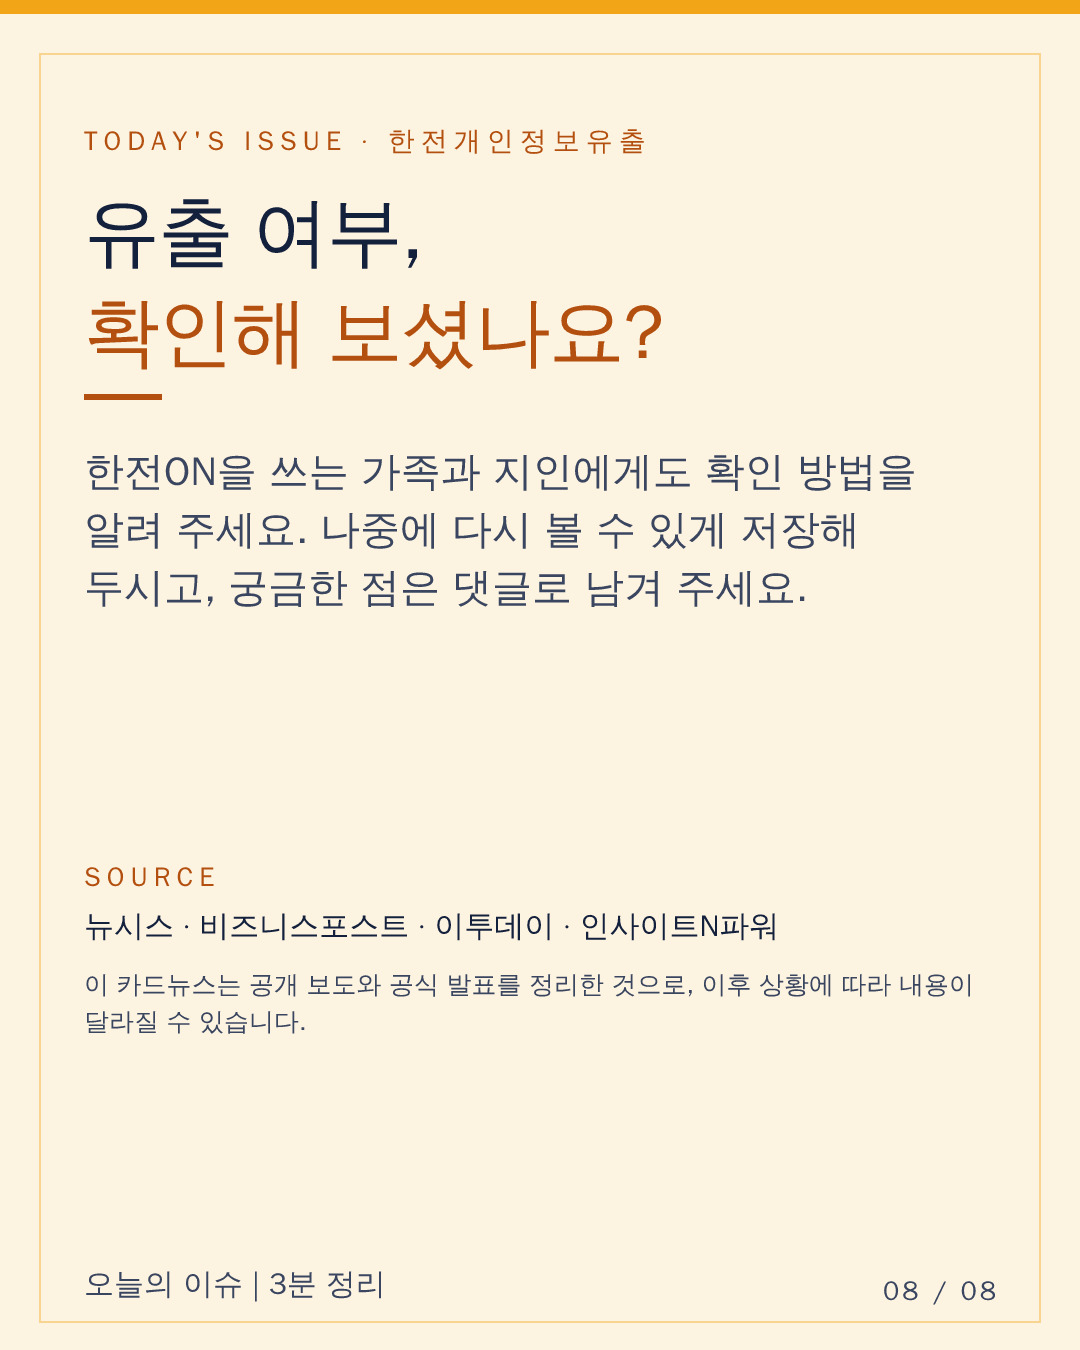 TODAY'S ISSUE · 한전개인정보유출
유출 여부,
확인해 보셨나요?
한전ON을 쓰는 가족과 지인에게도 확인 방법을
알려 주세요. 나중에 다시 볼 수 있게 저장해
두시고, 궁금한 점은 댓글로 남겨 주세요.
SOURCE
뉴시스 · 비즈니스포스트 · 이투데이 · 인사이트N파워
이 카드뉴스는 공개 보도와 공식 발표를 정리한 것으로, 이후 상황에 따라 내용이
달라질 수 있습니다.
오늘의 이슈 | 3분 정리
08 / 08